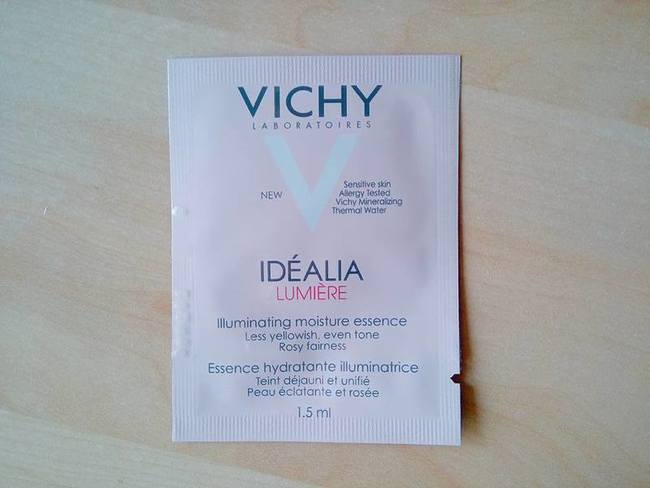 VICHY
LABORATOIRES
NEW
Sensitive skin
Allergy Tested
Vichy Mineralizing
Thermal Water
IDÉALIA
LUMIÈRE
Illuminating moisture essence
Less yellowish, even tone
Rosy fairness
Essence hydratante illuminatrice
Teint déjauni et unifié
Peau éclatante et rosée
1.5 ml